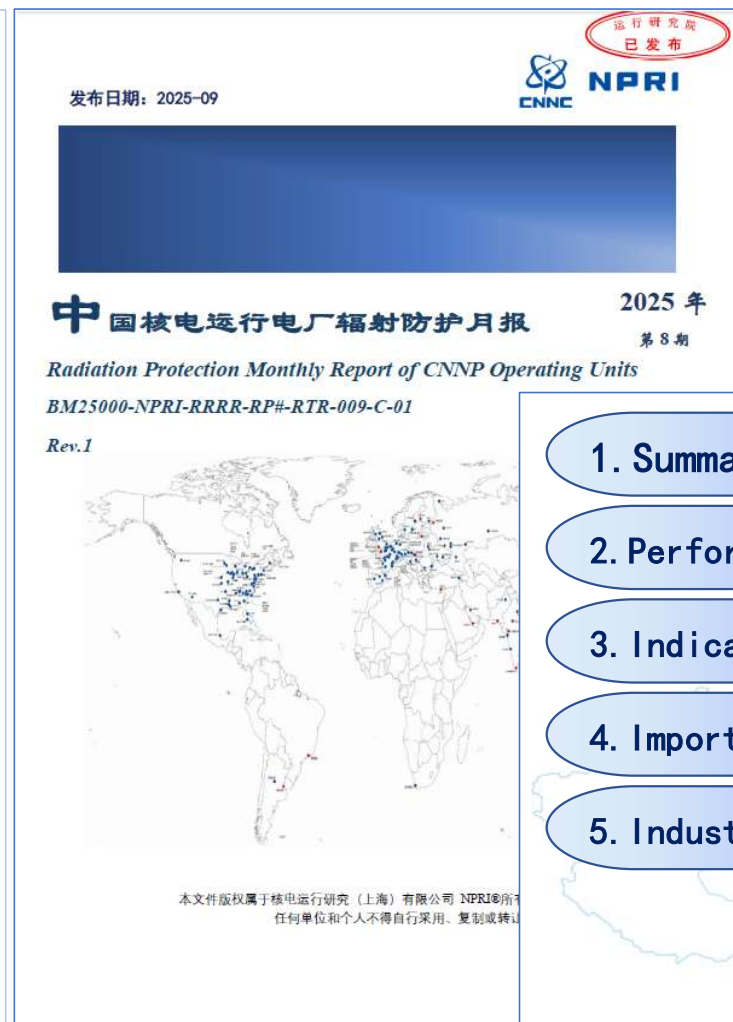 运行研究院
已发布
CNNC
NPRI
发布日期：2025-09
中国核电运行电厂辐射防护月报
2025 年
第 8 期
Radiation Protection Monthly Report of CNNP Operating Units
BM25000-NPRI-RRRR-RP#-RTR-009-C-01
Rev.1
1. Summa
2. Perfor
3. Indica
4. Import
5. Indust
本文件版权属于核电运行研究（上海）有限公司 NPRI®所有
任何单位和个人不得自行采用、复制或转让